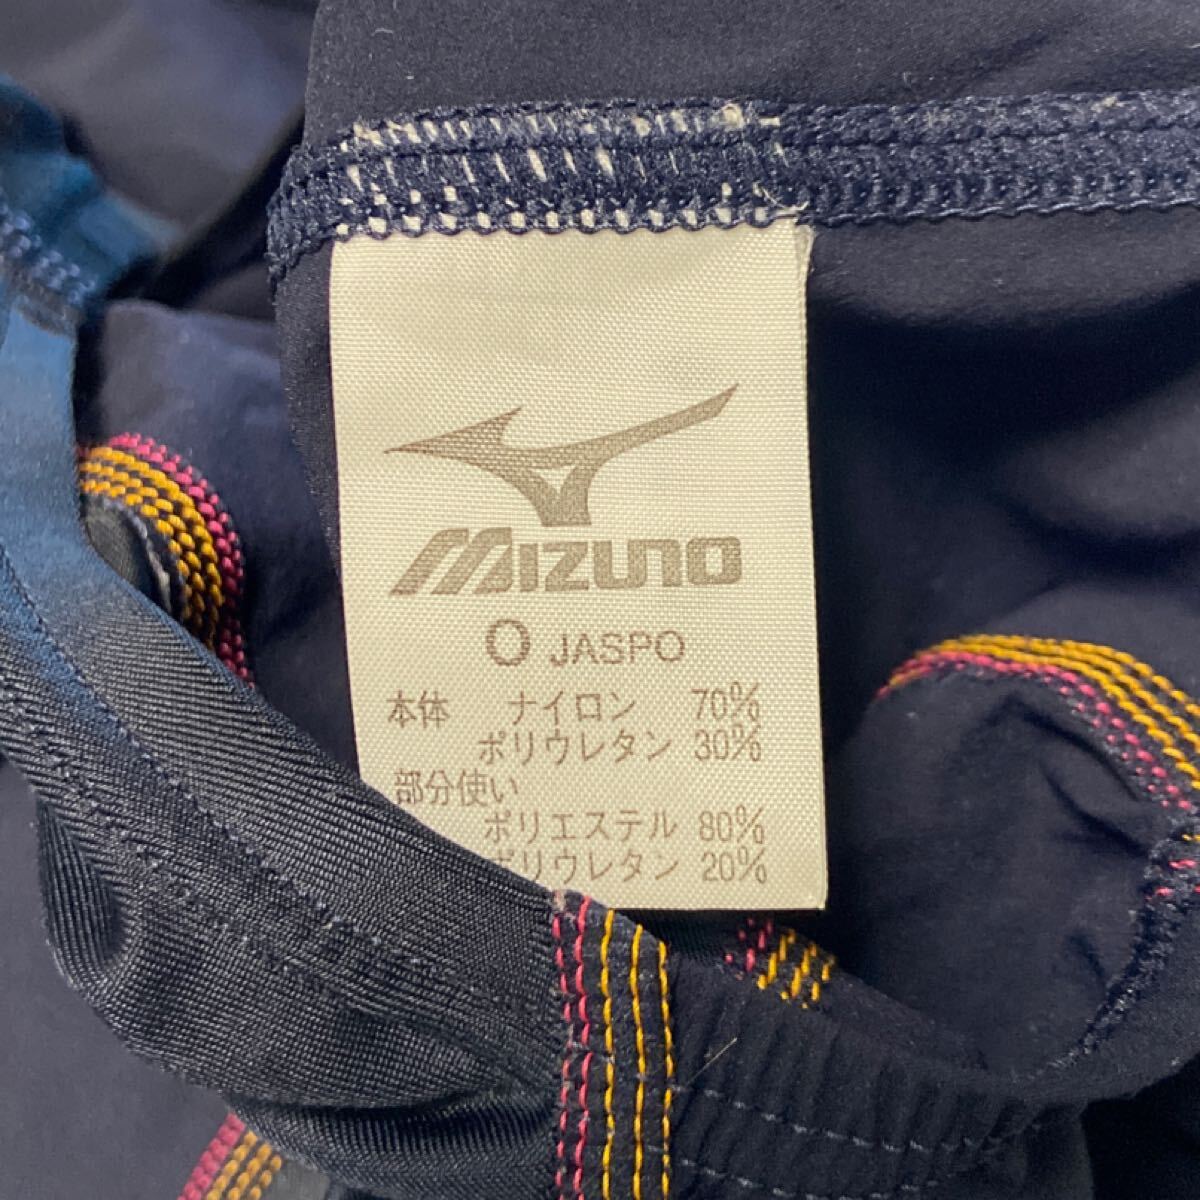 MIZUNO
O JASPO
本体 ナイロン 70%
ポリウレタン 30%
部分使い
ポリエステル 80%
ポリウレタン 20%